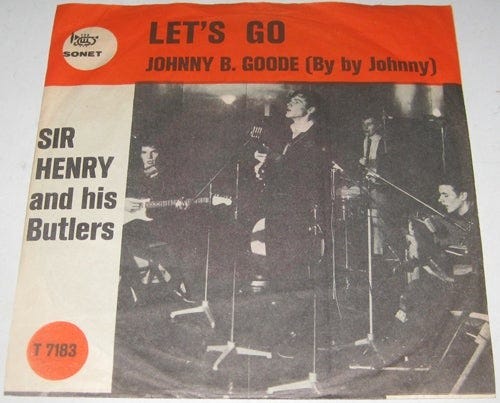 LET'S GO
SONET
JOHNNY B. GOODE (By by Johnny)
SIR
HENRY
and his
Butlers
T 7183